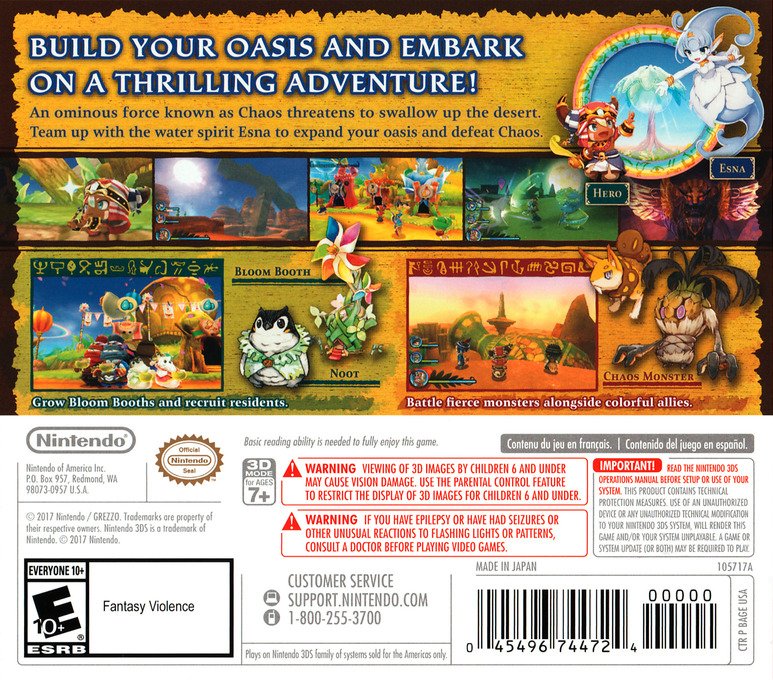 BUILD YOUR OASIS AND EMBARK
ON A THRILLING ADVENTURE!
An ominous force known as Chaos threatens to swallow up the desert.
Team up with the water spirit Esna to expand your oasis and defeat Chaos.
ESNA
HERO
BLOOM BOOTH
NOOT
CHAOS MONSTER
Grow Bloom Booths and recruit residents.
Battle fierce monsters alongside colorful allies.
Nintendo®
Nintendo of America Inc.
P.O. Box 957, Redmond, WA
98073-0957 U.S.A.
Official
Nintendo
Seal
Basic reading ability is needed to fully enjoy this game.
Contenu du jeu en français. | Contenido del juego en español.
3D
MODE
for AGES
7+
WARNING VIEWING OF 3D IMAGES BY CHILDREN 6 AND UNDER
MAY CAUSE VISION DAMAGE. USE THE PARENTAL CONTROL FEATURE
TO RESTRICT THE DISPLAY OF 3D IMAGES FOR CHILDREN 6 AND UNDER.
WARNING IF YOU HAVE EPILEPSY OR HAVE HAD SEIZURES OR
OTHER UNUSUAL REACTIONS TO FLASHING LIGHTS OR PATTERNS,
CONSULT A DOCTOR BEFORE PLAYING VIDEO GAMES.
IMPORTANT! READ THE NINTENDO 3DS
OPERATIONS MANUAL BEFORE SETUP OR USE OF YOUR
SYSTEM. THIS PRODUCT CONTAINS TECHNICAL
PROTECTION MEASURES. USE OF AN UNAUTHORIZED
DEVICE OR ANY UNAUTHORIZED TECHNICAL MODIFICATION
TO YOUR NINTENDO 3DS SYSTEM, WILL RENDER THIS
GAME AND/OR YOUR SYSTEM UNPLAYABLE. A GAME OR
SYSTEM UPDATE (OR BOTH) MAY BE REQUIRED TO PLAY.
© 2017 Nintendo / GREZZO. Trademarks are property of
their respective owners. Nintendo 3DS is a trademark of
Nintendo. © 2017 Nintendo.
MADE IN JAPAN
105717A
EVERYONE 10+
E
10+
®
ESRB
Fantasy Violence
CUSTOMER SERVICE
SUPPORT.NINTENDO.COM
1-800-255-3700
Plays on Nintendo 3DS family of systems sold for the Americas only.
00000
0 45496 74472 4
CTR P BAGE USA